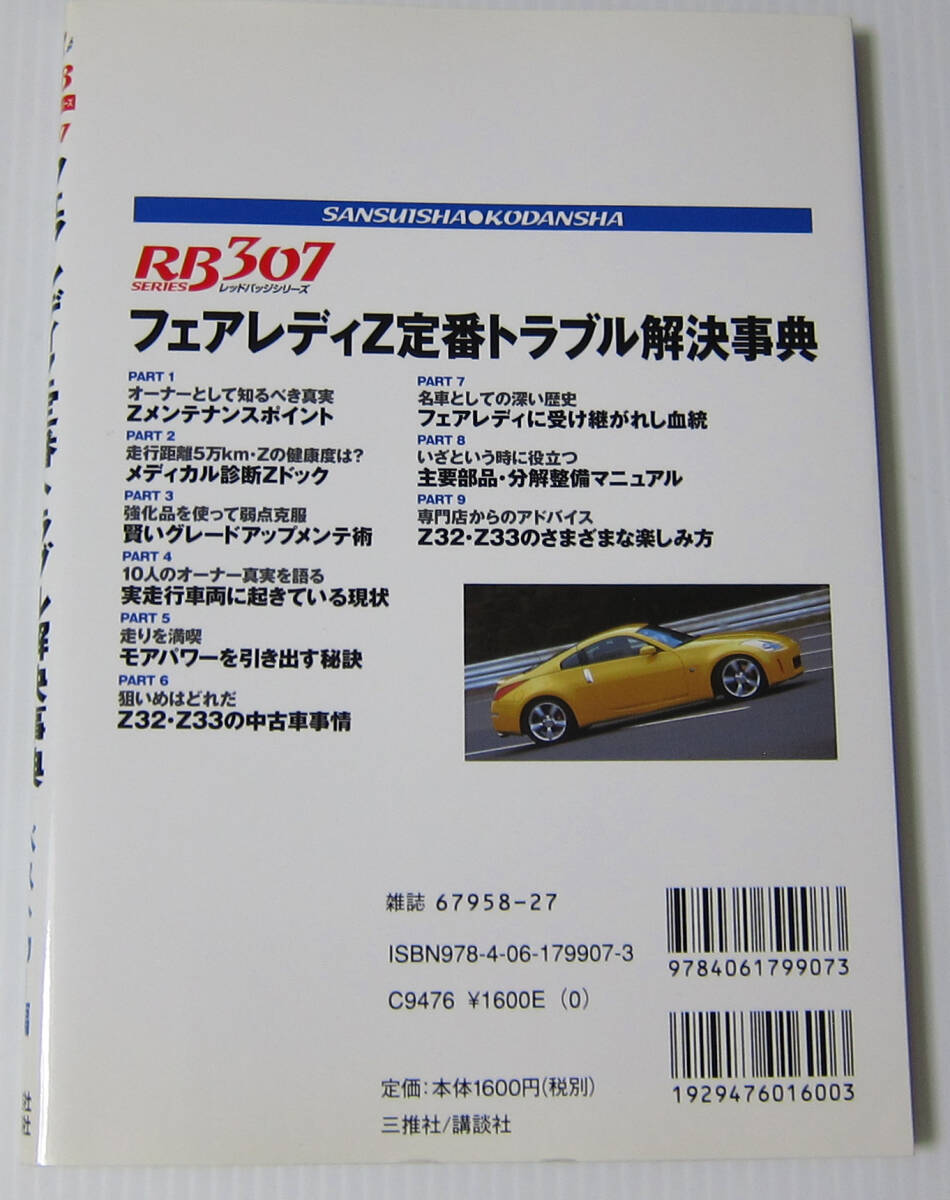 SANSUISHA●KODANSHA
RB307
SERIES レッドバッジシリーズ
フェアレディZ定番トラブル解決事典
PART 1
オーナーとして知るべき真実
Zメンテナンスポイント
PART 2
走行距離5万km・Zの健康度は?
メディカル診断Zドック
PART 3
強化品を使って弱点克服
賢いグレードアップメンテ術
PART 4
10人のオーナー真実を語る
実走行車両に起きている現状
PART 5
走りを満喫
モアパワーを引き出す秘訣
PART 6
狙いめはどれだ
Z32・Z33の中古車事情
PART 7
名車としての深い歴史
フェアレディに受け継がれし血統
PART 8
いざという時に役立つ
主要部品・分解整備マニュアル
PART 9
専門店からのアドバイス
Z32・Z33のさまざまな楽しみ方
雑誌 67958-27
ISBN978-4-06-179907-3
C9476 ¥1600E (0)
定価:本体1600円(税別)
三推社/講談社
9784061799073
1929476016003